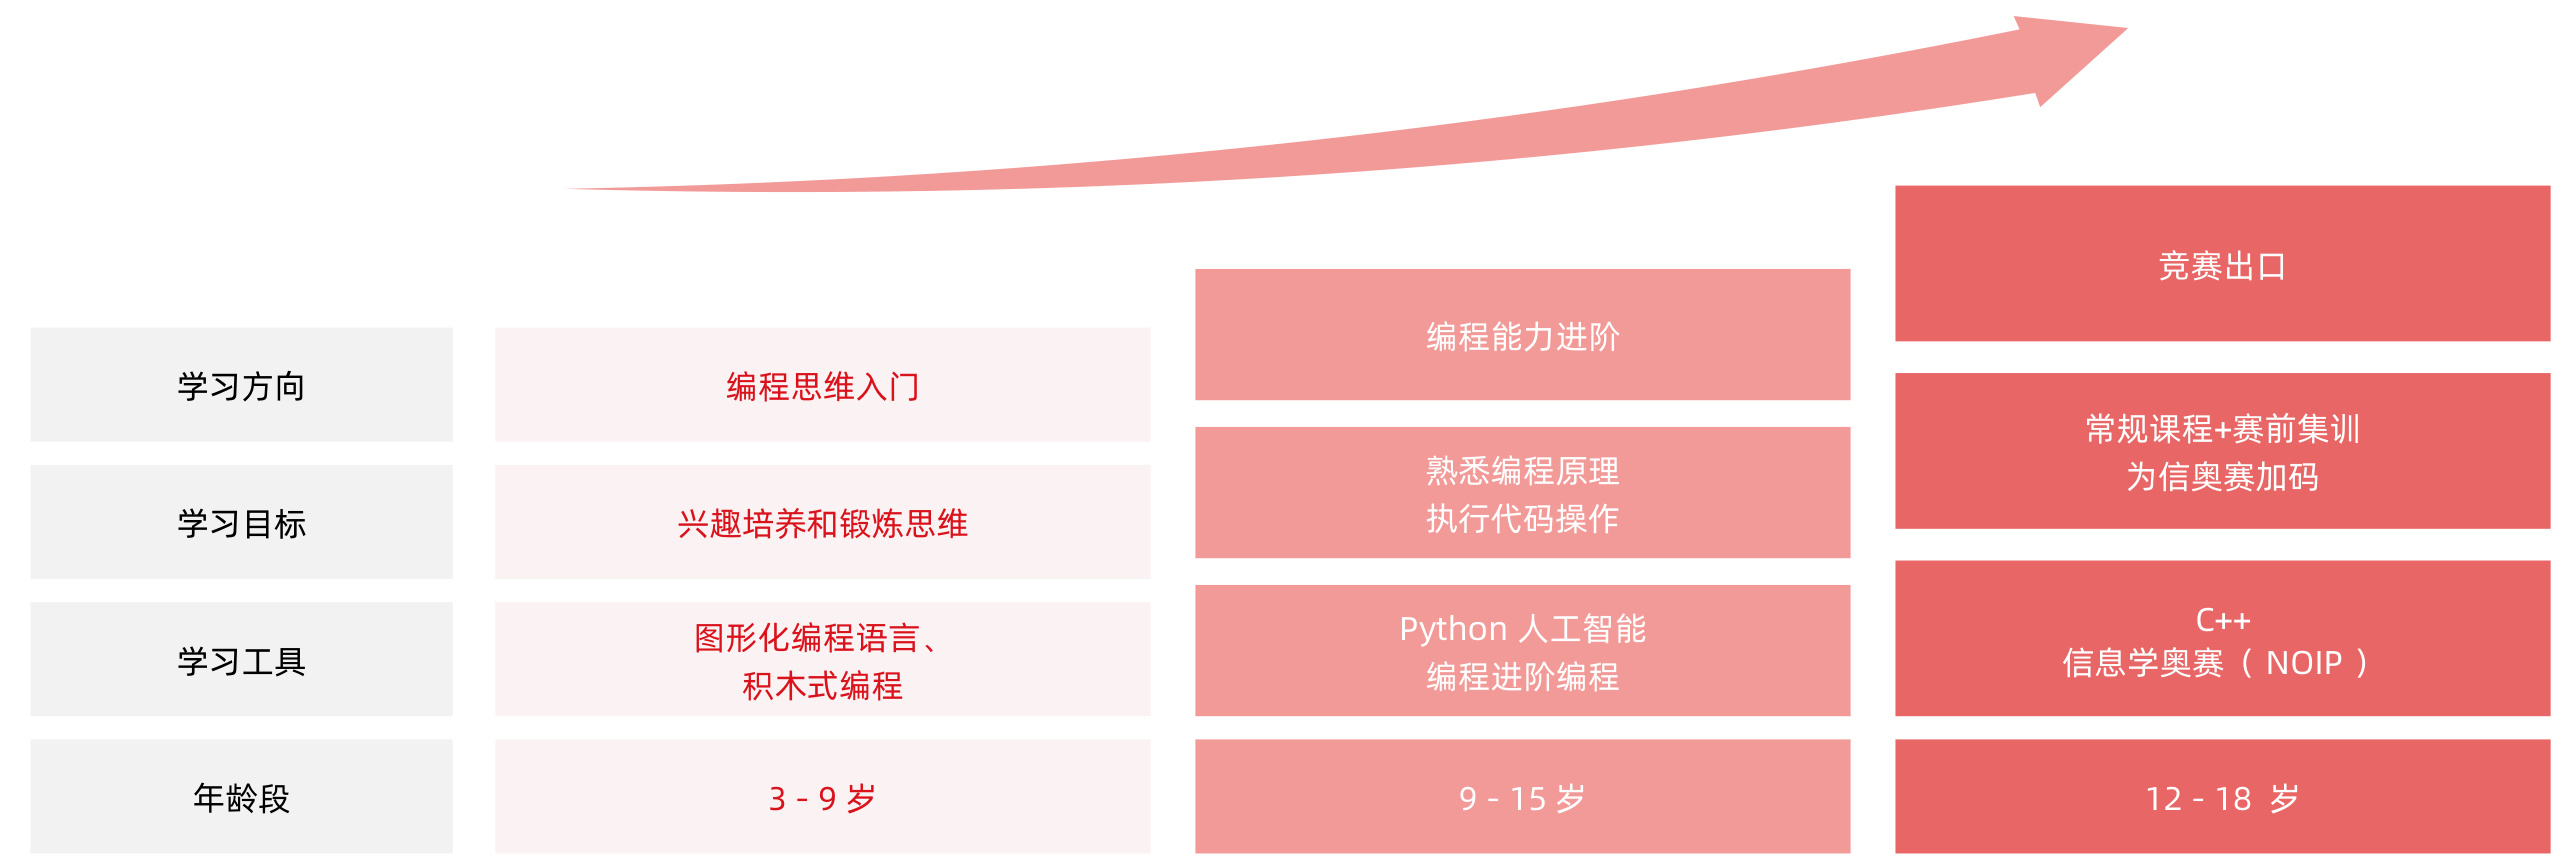 学习方向
编程思维入门
编程能力进阶
竞赛出口
学习目标
兴趣培养和锻炼思维
熟悉编程原理
执行代码操作
常规课程+赛前集训
为信奥赛加码
学习工具
图形化编程语言、
积木式编程
Python 人工智能
编程进阶编程
C++
信息学奥赛（ NOIP ）
年龄段
3 - 9 岁
9 - 15 岁
12 - 18 岁